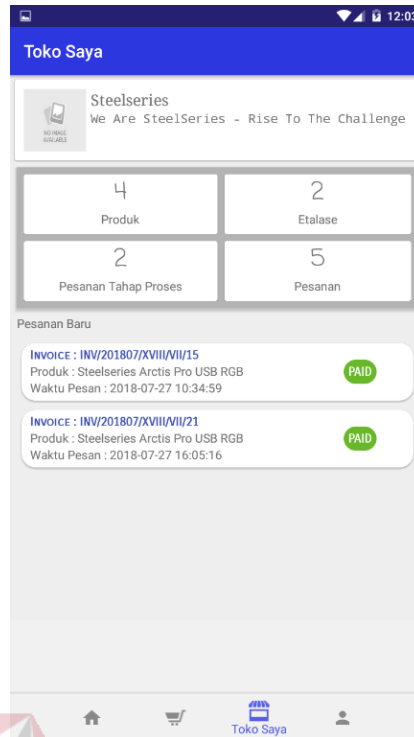 12:03
Toko Saya
NO IMAGE
AVAILABLE
Steelseries
We Are SteelSeries - Rise To The Challenge
4
Produk
2
Etalase
2
Pesanan Tahap Proses
5
Pesanan
Pesanan Baru
INVOICE : INV/201807/XVIII/VII/15
Produk : Steelseries Arctis Pro USB RGB
Waktu Pesan : 2018-07-27 10:34:59
PAID
INVOICE : INV/201807/XVIII/VII/21
Produk : Steelseries Arctis Pro USB RGB
Waktu Pesan : 2018-07-27 16:05:16
PAID
Toko Saya